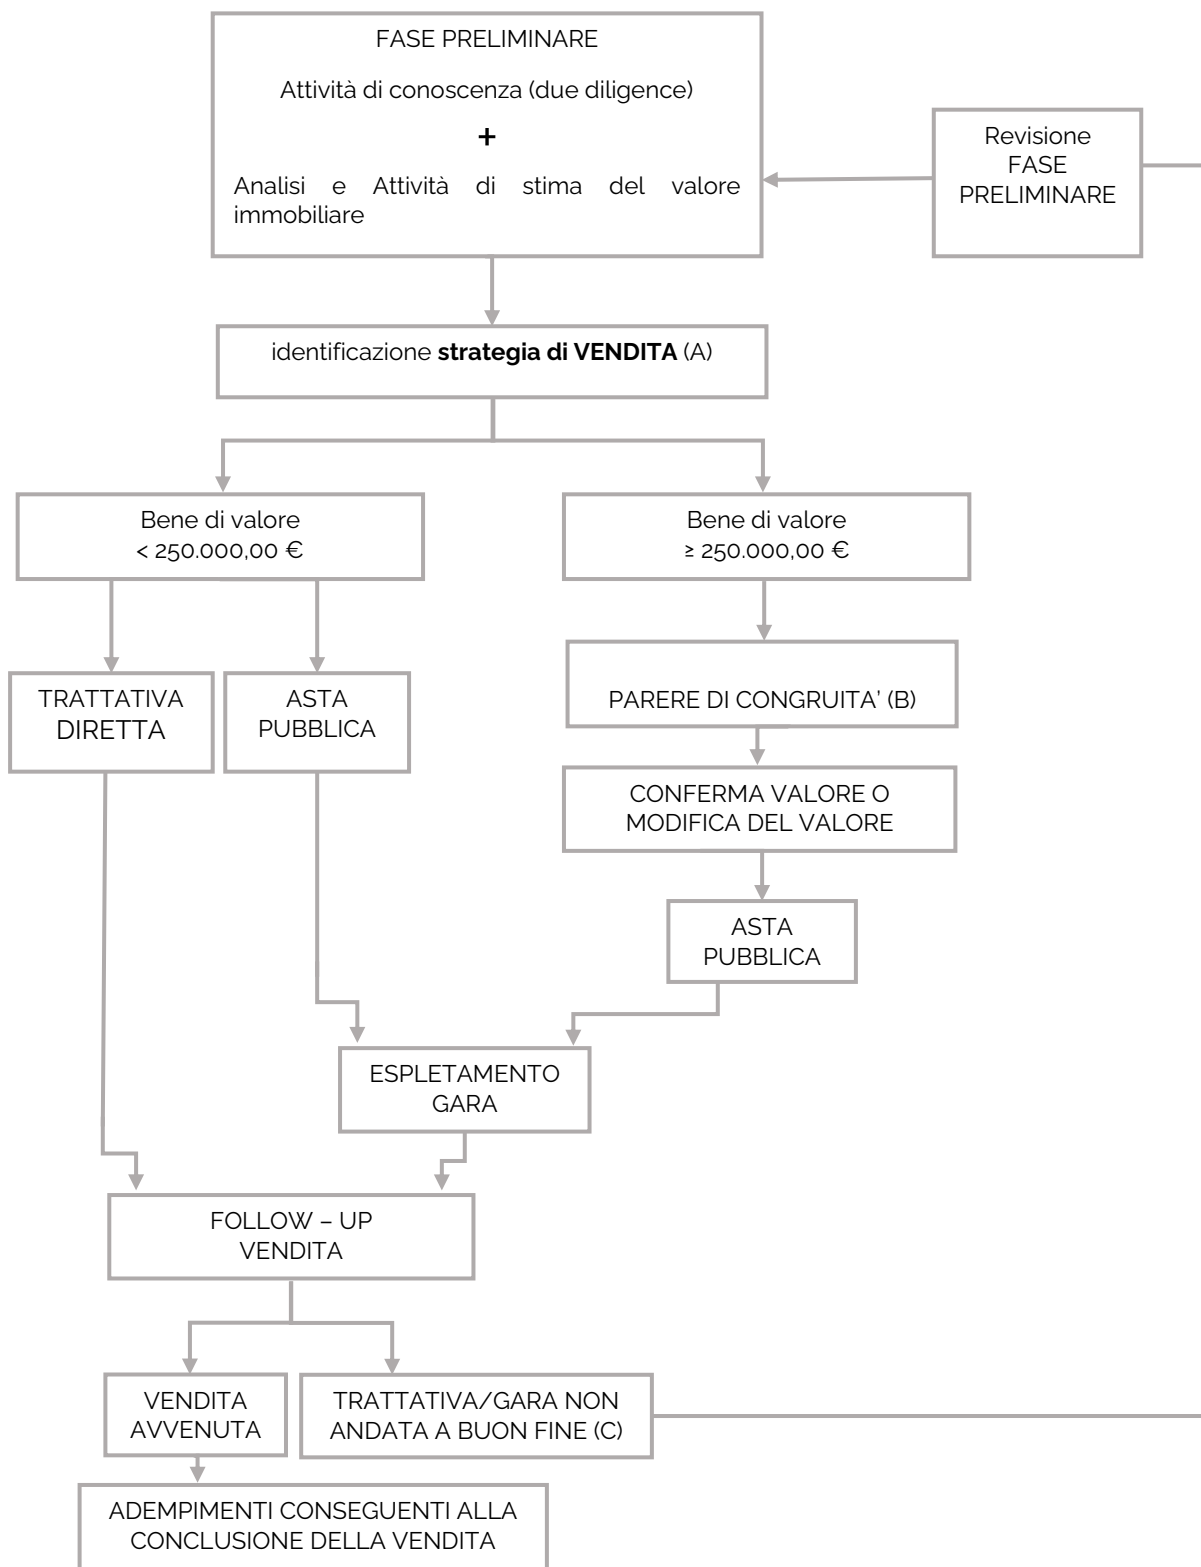 FASE PRELIMINARE
Attività di conoscenza (due diligence)
+
Analisi e Attività di stima del valore
immobiliare
Revisione
FASE
PRELIMINARE
identificazione strategia di VENDITA (A)
Bene di valore
< 250.000,00 €
Bene di valore
≥ 250.000,00 €
TRATTATIVA
DIRETTA
ASTA
PUBBLICA
PARERE DI CONGRUITA’ (B)
CONFERMA VALORE O
MODIFICA DEL VALORE
ASTA
PUBBLICA
ESPLETAMENTO
GARA
FOLLOW – UP
VENDITA
VENDITA
AVVENUTA
TRATTATIVA/GARA NON
ANDATA A BUON FINE (C)
ADEMPIMENTI CONSEGUENTI ALLA
CONCLUSIONE DELLA VENDITA